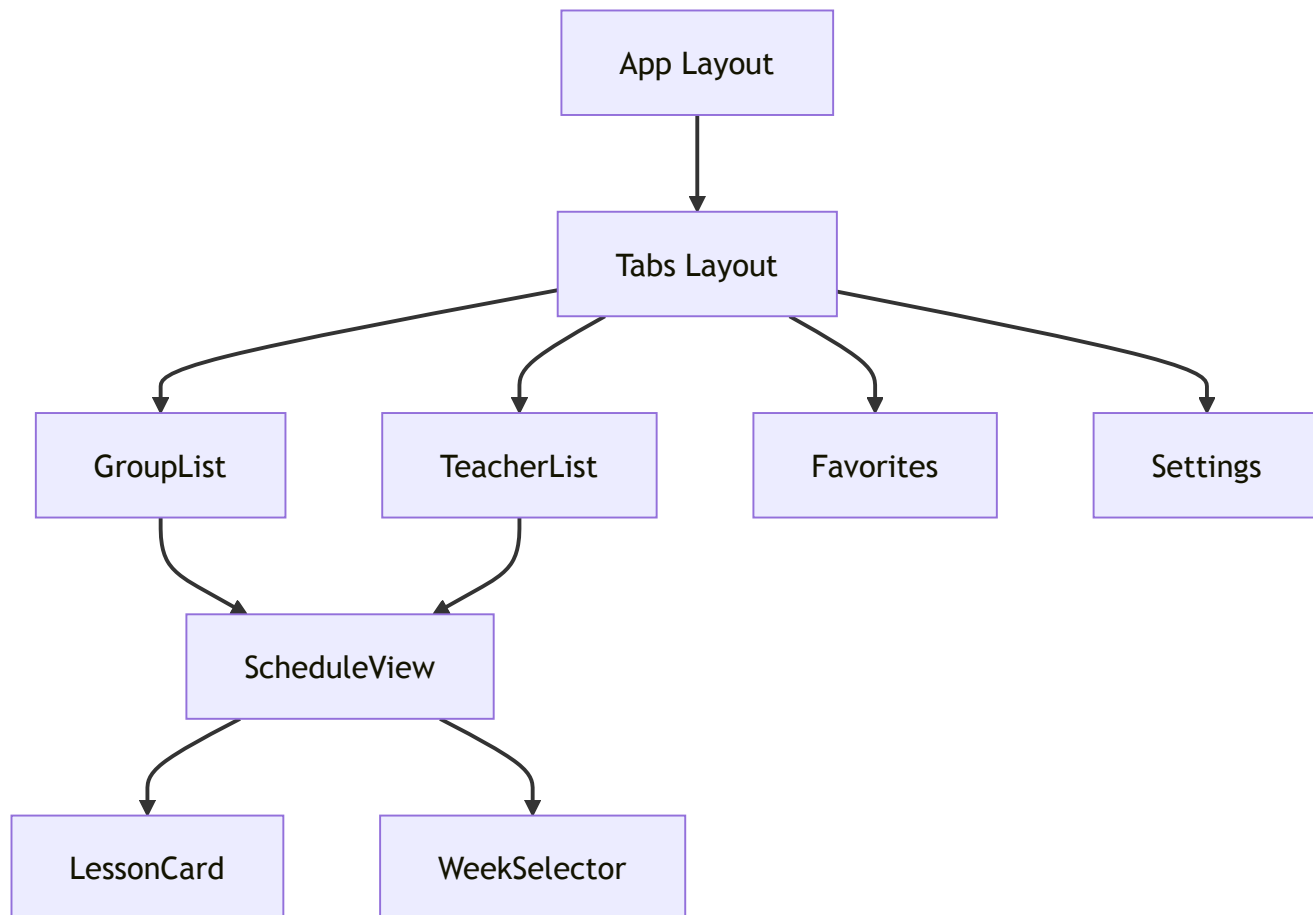 App Layout
Tabs Layout
GroupList
TeacherList
Favorites
Settings
ScheduleView
LessonCard
WeekSelector